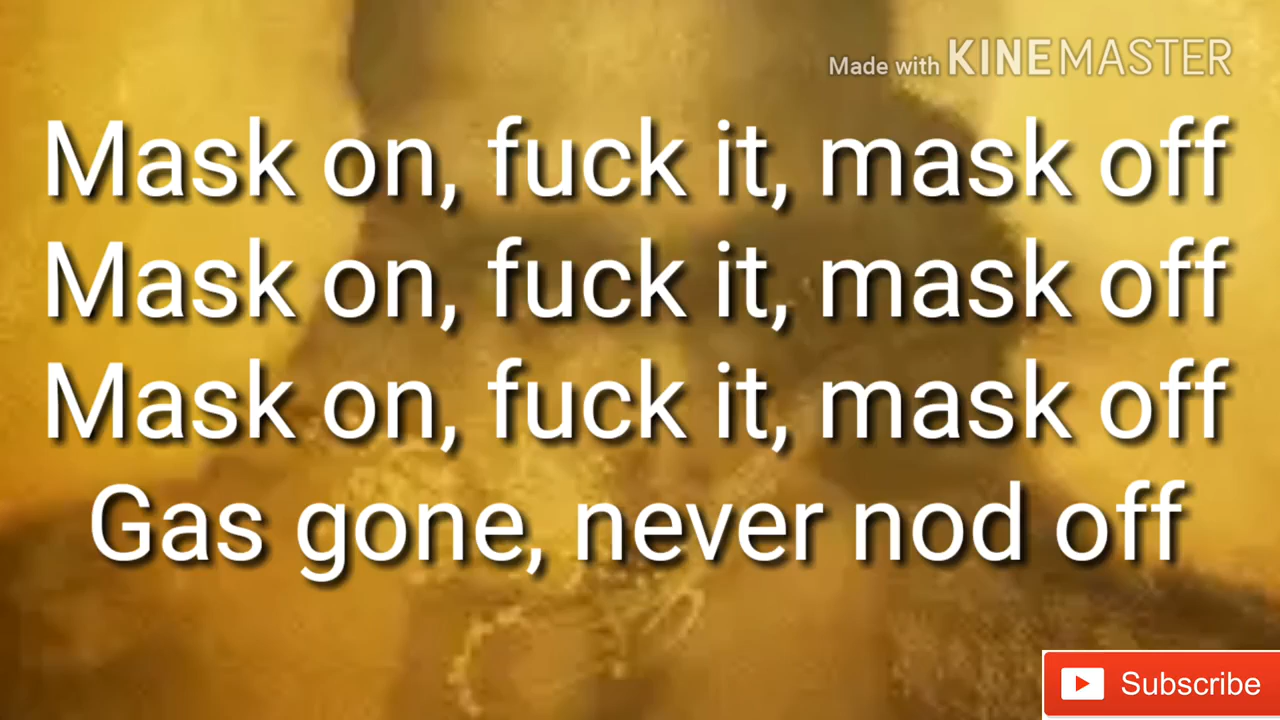 Made with KINEMASTER
Mask on, fuck it, mask off
Mask on, fuck it, mask off
Mask on, fuck it, mask off
Gas gone, never nod off
Subscribe